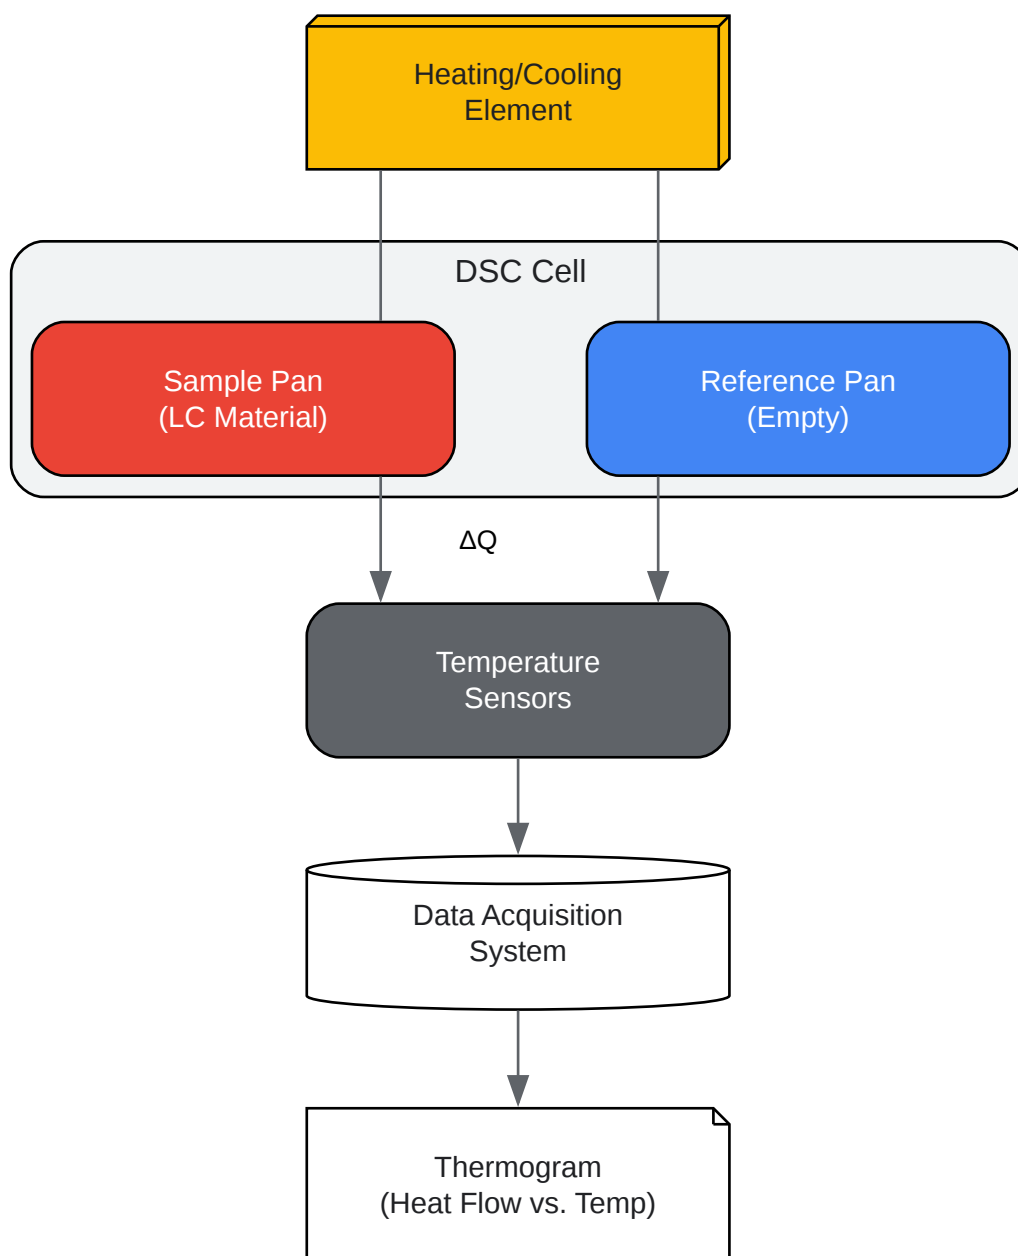 Heating/Cooling
Element
DSC Cell
Sample Pan
(LC Material)
Reference Pan
(Empty)
ΔQ
Temperature
Sensors
Data Acquisition
System
Thermogram
(Heat Flow vs. Temp)